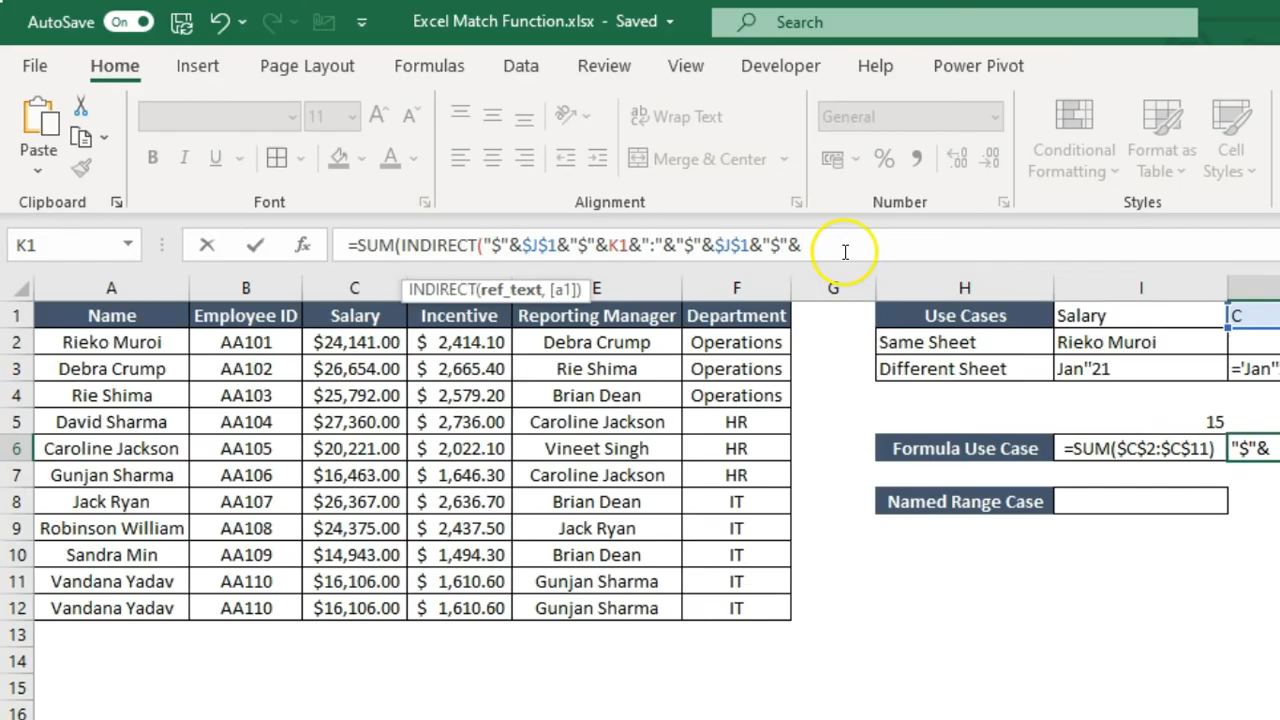 AutoSave On Excel Match Function.xlsx - Saved Search
File Home Insert Page Layout Formulas Data Review View Developer Help Power Pivot
11 A^ A˅ ab Wrap Text General Conditional Format as Cell
Paste B I U A Merge & Center % , .00 Formatting Table Styles
Clipboard Font Alignment Number Styles
K1 fx =SUM(INDIRECT("$"&$J$1&"$"&K1&":"&"$"&$J$1&"$"&
INDIRECT(ref_text, [a1])
A B C E F G H I
1 Name Employee ID Salary Incentive Reporting Manager Department Use Cases Salary C
2 Rieko Muroi AA101 $24,141.00 $ 2,414.10 Debra Crump Operations Same Sheet Rieko Muroi
3 Debra Crump AA102 $26,654.00 $ 2,665.40 Rie Shima Operations Different Sheet Jan"21 ='Jan"
4 Rie Shima AA103 $25,792.00 $ 2,579.20 Brian Dean Operations
5 David Sharma AA104 $27,360.00 $ 2,736.00 Caroline Jackson HR 15
6 Caroline Jackson AA105 $20,221.00 $ 2,022.10 Vineet Singh HR Formula Use Case =SUM($C$2:$C$11) "$"&
7 Gunjan Sharma AA106 $16,463.00 $ 1,646.30 Caroline Jackson HR
8 Jack Ryan AA107 $26,367.00 $ 2,636.70 Brian Dean IT Named Range Case
9 Robinson William AA108 $24,375.00 $ 2,437.50 Jack Ryan IT
10 Sandra Min AA109 $14,943.00 $ 1,494.30 Brian Dean IT
11 Vandana Yadav AA110 $16,106.00 $ 1,610.60 Gunjan Sharma IT
12 Vandana Yadav AA110 $16,106.00 $ 1,610.60 Gunjan Sharma IT
13
14
15
16